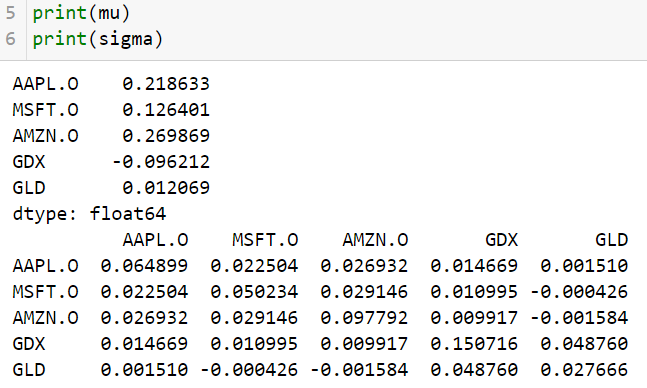 5 print(mu)
6 print(sigma)
AAPL.O 0.218633
MSFT.O 0.126401
AMZN.O 0.269869
GDX -0.096212
GLD 0.012069
dtype: float64
AAPL.O MSFT.O AMZN.O GDX GLD
AAPL.O 0.064899 0.022504 0.026932 0.014669 0.001510
MSFT.O 0.022504 0.050234 0.029146 0.010995 -0.000426
AMZN.O 0.026932 0.029146 0.097792 0.009917 -0.001584
GDX 0.014669 0.010995 0.009917 0.150716 0.048760
GLD 0.001510 -0.000426 -0.001584 0.048760 0.027666